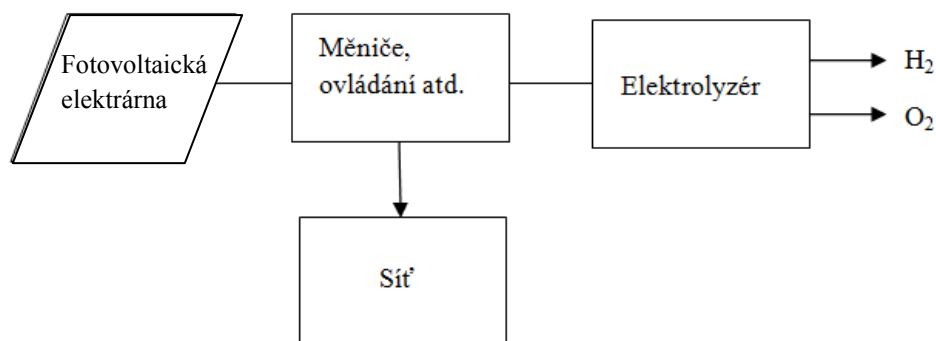 Fotovoltaická
elektrárna
Měniče,
ovládání atd.
Elektrolyzér
H₂
O₂
Síť